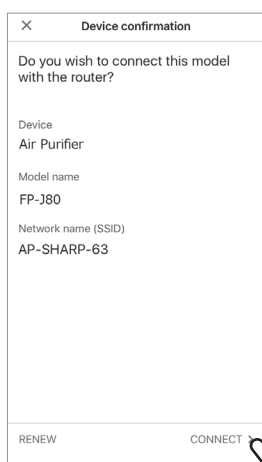 Device confirmation
Do you wish to connect this model
with the router?
Device
Air Purifier
Model name
FP-J80
Network name (SSID)
AP-SHARP-63
RENEW CONNECT